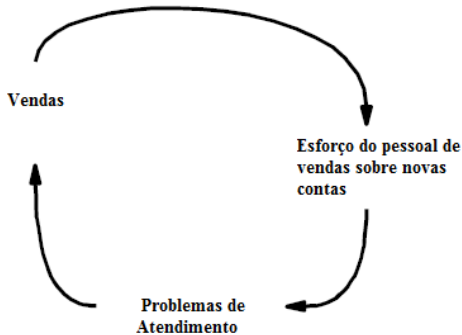 Vendas
Esforço do pessoal de
vendas sobre novas
contas
Problemas de
Atendimento